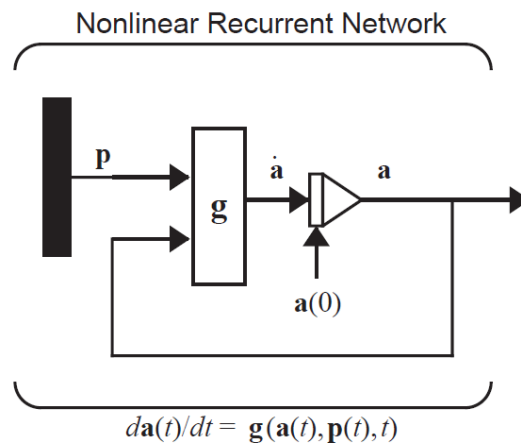 Nonlinear Recurrent Network
p
g
ȧ
a
a(0)
da(t)/dt = g(a(t),p(t),t)